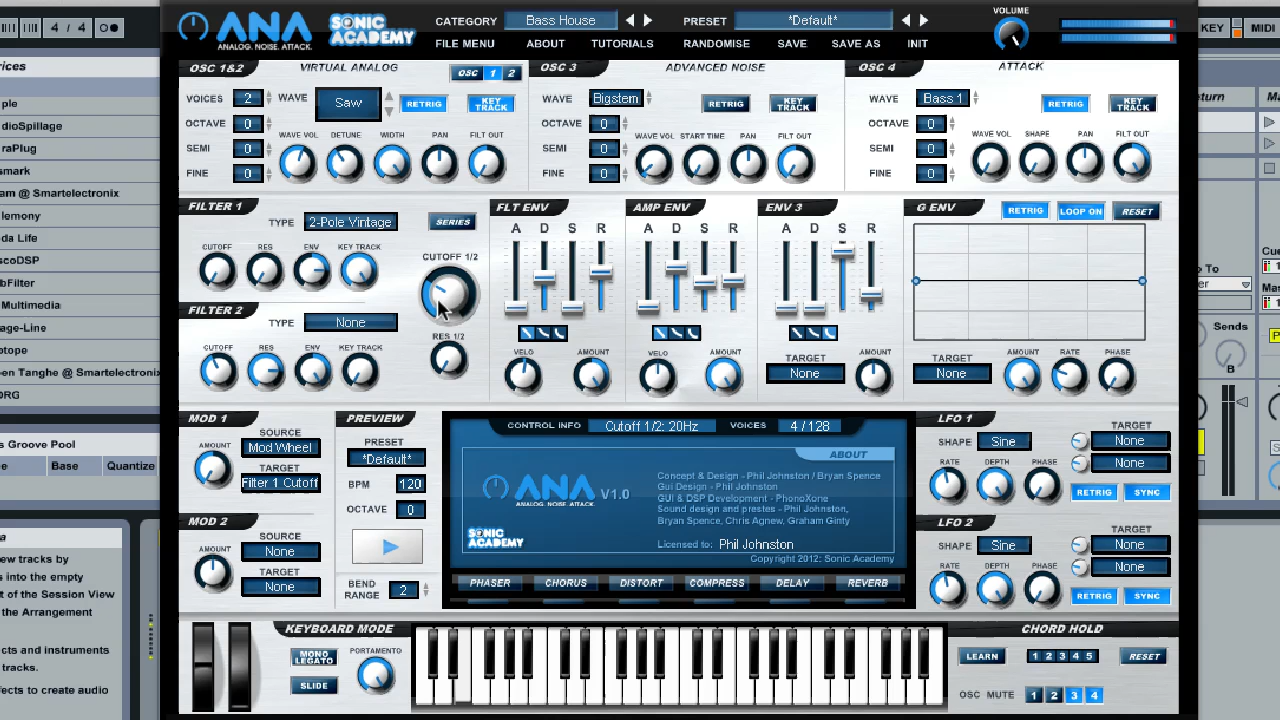 4 / 4
ANA
ANALOG. NOISE. ATTACK.
SONIC ACADEMY
CATEGORY Bass House
PRESET *Default*
VOLUME
FILE MENU ABOUT TUTORIALS RANDOMISE SAVE SAVE AS INIT
KEY MIDI
OSC 1&2 VIRTUAL ANALOG OSC 1 2
OSC 3 ADVANCED NOISE
OSC 4 ATTACK
VOICES 2 WAVE Saw RETRIG KEY TRACK
WAVE Bigstem RETRIG KEY TRACK
WAVE Bass 1 RETRIG KEY TRACK
OCTAVE 0
OCTAVE 0
OCTAVE 0
WAVE VOL DETUNE WIDTH PAN FILT OUT
WAVE VOL START TIME PAN FILT OUT
WAVE VOL SHAPE PAN FILT OUT
SEMI 0
SEMI 0
SEMI 0
FINE 0
FINE 0
FINE 0
FILTER 1
TYPE 2-Pole Vintage SERIES
CUTOFF RES ENV KEY TRACK
CUTOFF 1/2
FILTER 2
TYPE None
RES 1/2
CUTOFF RES ENV KEY TRACK
FLT ENV
A D S R
VELO AMOUNT
AMP ENV
A D S R
VELO AMOUNT
ENV 3
A D S R
TARGET
None
AMOUNT
G ENV RETRIG LOOP ON RESET
TARGET
None
AMOUNT RATE PHASE
MOD 1
SOURCE
AMOUNT Mod Wheel
TARGET
Filter 1 Cutoff
MOD 2
SOURCE
AMOUNT None
TARGET
None
PREVIEW
PRESET
*Default*
BPM 120
OCTAVE 0
BEND RANGE 2
CONTROL INFO Cutoff 1/2: 20Hz VOICES 4 / 128
ABOUT
ANA V1.0
ANALOG. NOISE. ATTACK.
SONIC ACADEMY
Concept & Design - Phil Johnston / Bryan Spence
Gui Design - Phil Johnston
GUI & DSP Development - PhonoXone
Sound design and prestes - Phil Johnston,
Bryan Spence, Chris Agnew, Graham Ginty
Licensed to: Phil Johnston
Copyright 2012: Sonic Academy
PHASER CHORUS DISTORT COMPRESS DELAY REVERB
LFO 1
SHAPE Sine
TARGET
None
None
RATE DEPTH PHASE
RETRIG SYNC
LFO 2
SHAPE Sine
TARGET
None
None
RATE DEPTH PHASE
RETRIG SYNC
KEYBOARD MODE
MONO LEGATO
PORTAMENTO
SLIDE
CHORD HOLD
LEARN 1 2 3 4 5 RESET
OSC MUTE 1 2 3 4
rices
ple
dioSpillage
raPlug
smark
am @ Smartelectronix
lemony
da Life
scoDSP
Multimedia
age-Line
otope
een Tanghe @ Smartelectronix
ORG
s Groove Pool
e Base Quantize
a
new tracks by
s into the empty
t of the Session View
the Arrangement
ects and instruments
tracks.
fects to create audio
eturn
Ma
Cue
o To
er
Mas
Sends
B